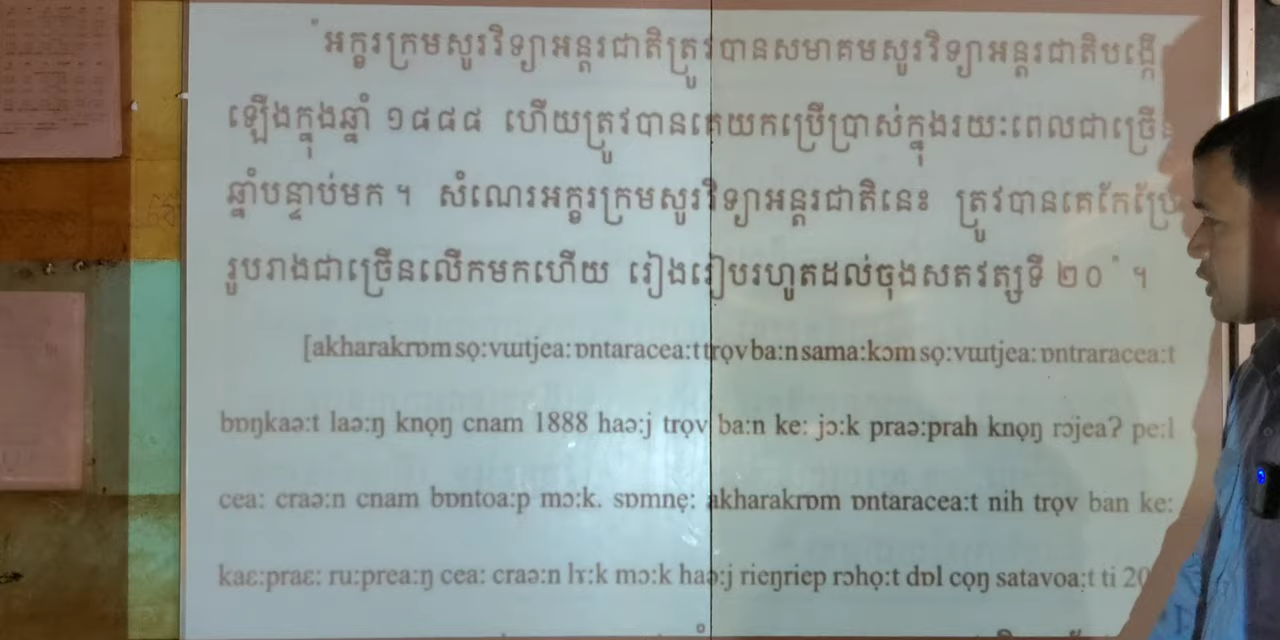 "អក្ខរក្រមសូរវិទ្យាអន្តរជាតិត្រូវបានសមាគមសូរវិទ្យាអន្តរជាតិបង្កើ
ឡើងក្នុងឆ្នាំ ១៨៨៨ ហើយត្រូវបានគេយកប្រើប្រាស់ក្នុងរយៈពេលជាច្រើន
ឆ្នាំបន្ទាប់មក ។ សំណេរអក្ខរក្រមសូរវិទ្យាអន្តរជាតិនេះ ត្រូវបានគេកែប្រែ
រូបរាងជាច្រើនលើកមកហើយ រៀងរៀបរហូតដល់ចុងសតវត្សទី ២០" ។
[akharakrɒm sọ:vɯtjea: ɒntaracea:t trọv ba:n sama:kɔm sọ:vɯtjea: ɒntraracea:t
bɒŋkaə:t laə:ŋ knọŋ cnam 1888 haə:j trọv ba:n ke: jɔ:k praə:prah knọŋ rɔjeaʔ pe:l
cea: craə:n cnam bɒntoa:p mɔ:k. sɒmnẹ: akharakrɒm ɒntaracea:t nih trọv ban ke:
kaɛ:praɛ: ru:prea:ŋ cea: craə:n lɤ:k mɔ:k haə:j rieŋriep rɔhọ:t dɒl cọŋ satavoa:t ti 20